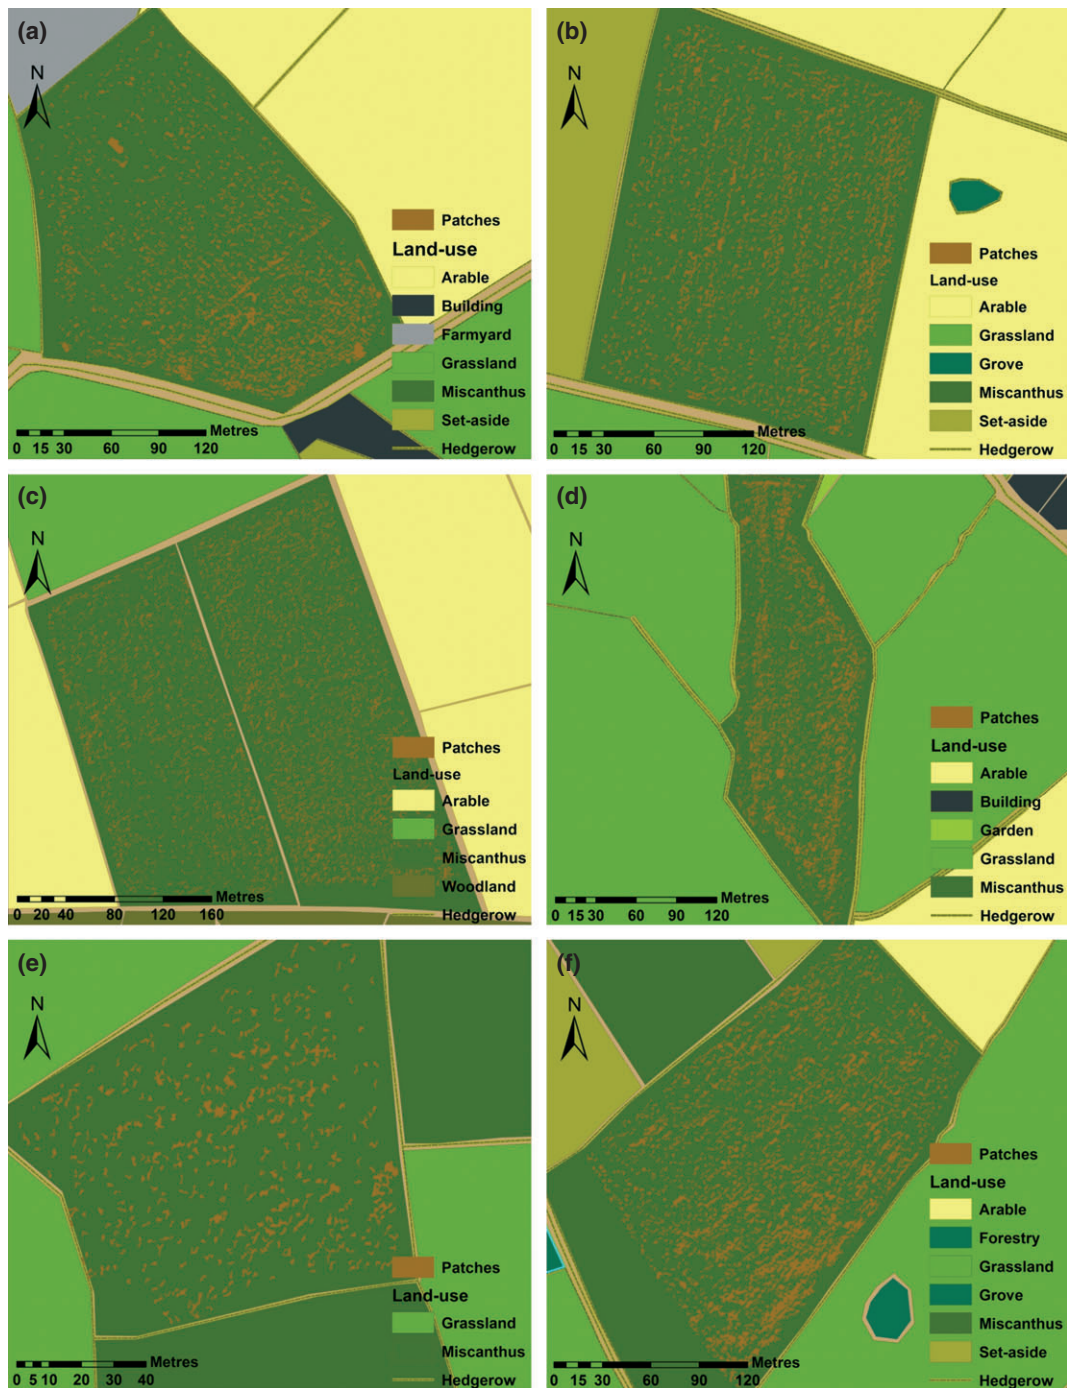 (a)
N
Patches
Land-use
Arable
Building
Farmyard
Grassland
Miscanthus
Set-aside
Hedgerow
Metres
0 15 30 60 90 120
(b)
N
Patches
Land-use
Arable
Grassland
Grove
Miscanthus
Set-aside
Hedgerow
Metres
0 15 30 60 90 120
(c)
N
Patches
Land-use
Arable
Grassland
Miscanthus
Woodland
Hedgerow
Metres
0 20 40 80 120 160
(d)
N
Patches
Land-use
Arable
Building
Garden
Grassland
Miscanthus
Hedgerow
Metres
0 15 30 60 90 120
(e)
N
Patches
Land-use
Grassland
Miscanthus
Hedgerow
Metres
0 5 10 20 30 40
(f)
N
Patches
Land-use
Arable
Forestry
Grassland
Grove
Miscanthus
Set-aside
Hedgerow
Metres
0 15 30 60 90 120